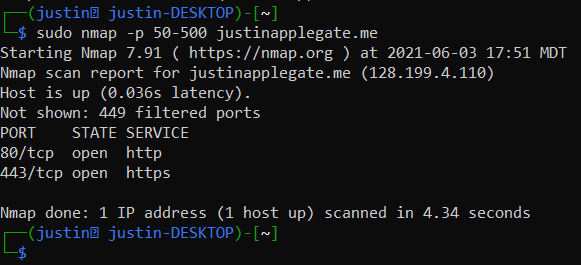 ┌──(justin㉿ justin-DESKTOP)-[~]
└─$ sudo nmap -p 50-500 justinapplegate.me
Starting Nmap 7.91 ( https://nmap.org ) at 2021-06-03 17:51 MDT
Nmap scan report for justinapplegate.me (128.199.4.110)
Host is up (0.036s latency).
Not shown: 449 filtered ports
PORT    STATE SERVICE
80/tcp  open  http
443/tcp open  https
Nmap done: 1 IP address (1 host up) scanned in 4.34 seconds
┌──(justin㉿ justin-DESKTOP)-[~]
└─$